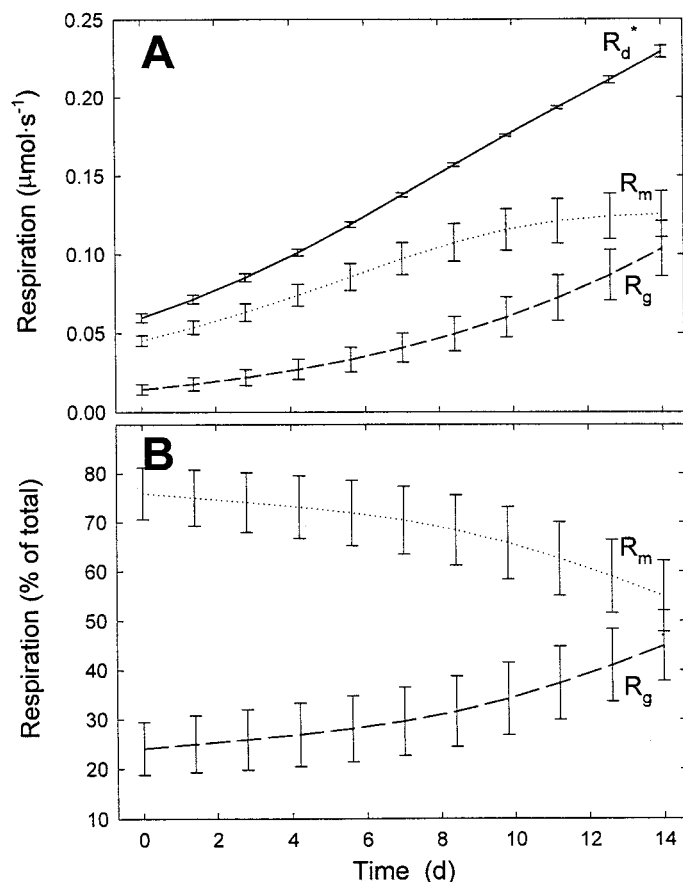 A
R_d*
R_m
R_g
Respiration (µmol·s⁻¹)
0.25
0.20
0.15
0.10
0.05
0.00
B
R_m
R_g
Respiration (% of total)
80
70
60
50
40
30
20
10
0 2 4 6 8 10 12 14
Time (d)